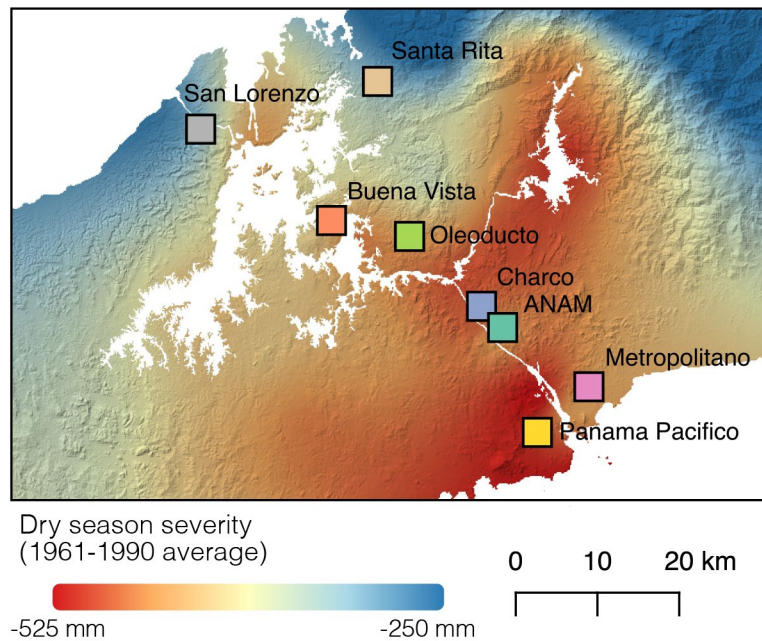 Santa Rita
San Lorenzo
Buena Vista
Oleoducto
Charco
ANAM
Metropolitano
Panama Pacifico
Dry season severity
(1961-1990 average)
0 10 20 km
-525 mm -250 mm